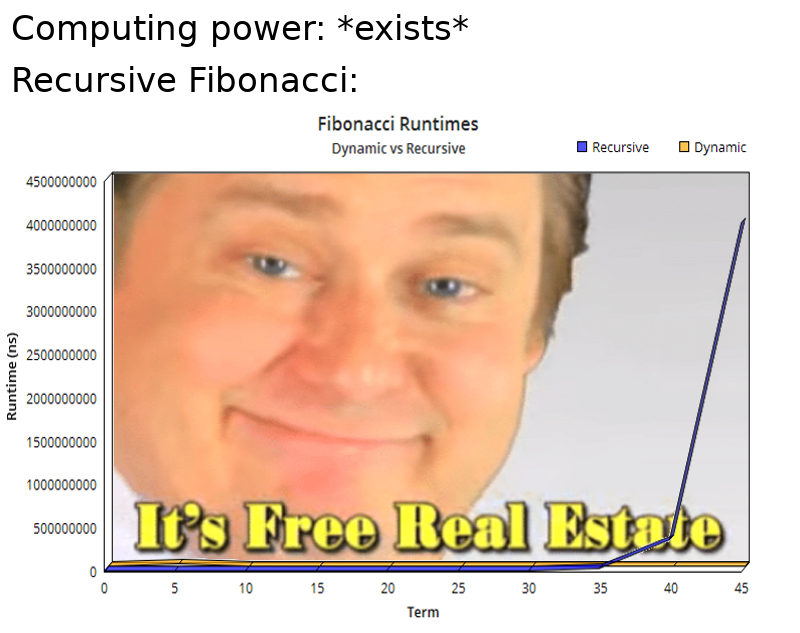 Computing power: *exists*
Recursive Fibonacci:
Fibonacci Runtimes
Dynamic vs Recursive
Recursive Dynamic
4500000000
4000000000
3500000000
3000000000
2500000000
2000000000
1500000000
1000000000
500000000
0
Runtime (ns)
It's Free Real Estate
0 5 10 15 20 25 30 35 40 45
Term